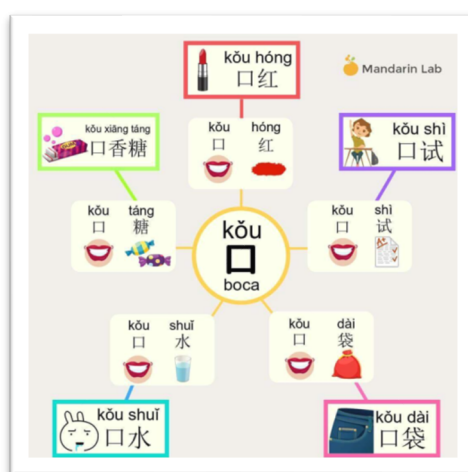 kǒu hóng
口红
Mandarin Lab
kǒu xiāng táng
口香糖
kǒu hóng
口 红
kǒu shì
口试
kǒu táng
口 糖
kǒu
口
boca
kǒu shì
口 试
kǒu shuǐ
口 水
kǒu dài
口 袋
kǒu shuǐ
口水
kǒu dài
口袋